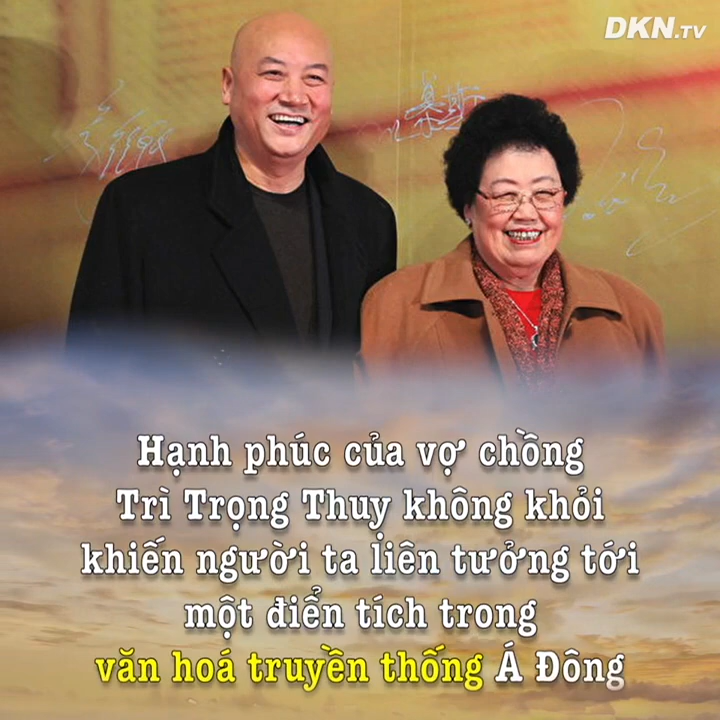 DKN.TV
Hạnh phúc của vợ chồng
Trì Trọng Thuỵ không khỏi
khiến người ta liên tưởng tới
một điển tích trong
văn hoá truyền thống Á Đông